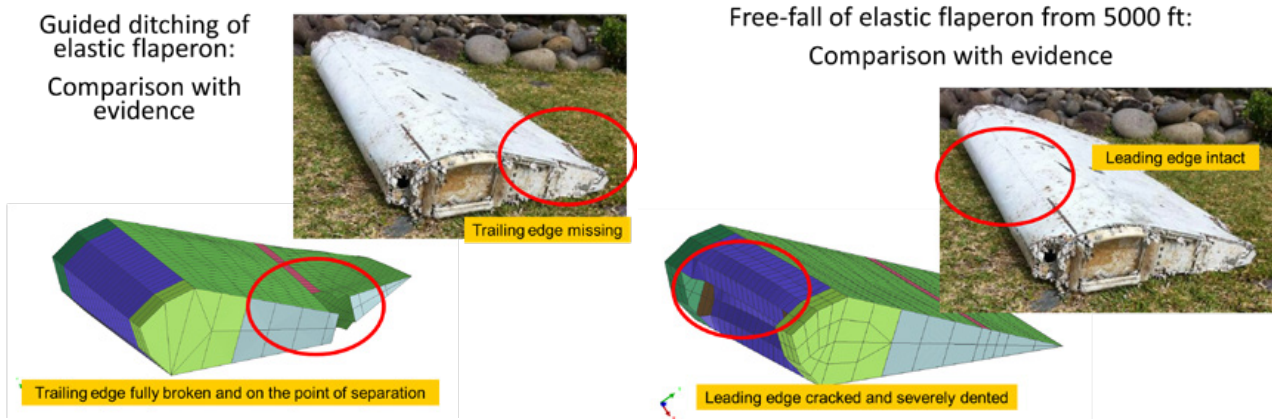 Guided ditching of
elastic flaperon:
Comparison with
evidence
Trailing edge missing
Trailing edge fully broken and on the point of separation
Free-fall of elastic flaperon from 5000 ft:
Comparison with evidence
Leading edge intact
Leading edge cracked and severely dented